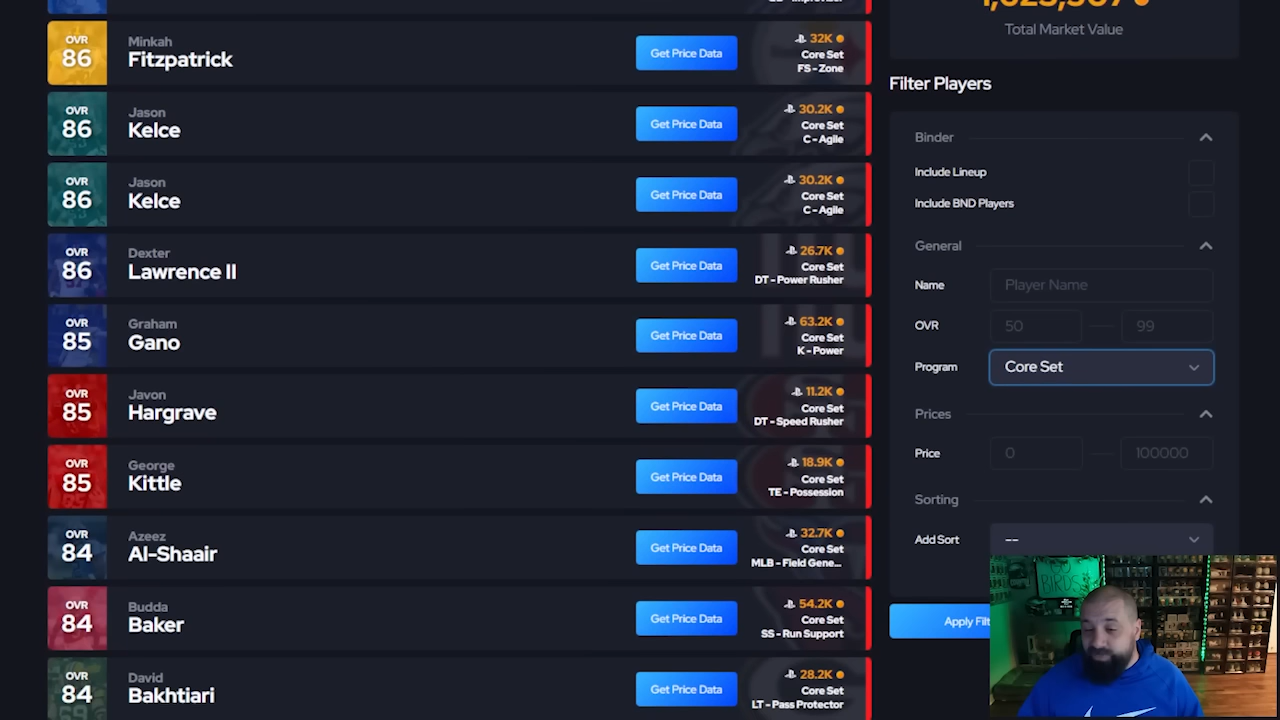 Total Market Value
OVR
86
Minkah
Fitzpatrick
Get Price Data
32K
Core Set
FS - Zone
OVR
86
Jason
Kelce
Get Price Data
30.2K
Core Set
C - Agile
OVR
86
Jason
Kelce
Get Price Data
30.2K
Core Set
C - Agile
OVR
86
Dexter
Lawrence II
Get Price Data
26.7K
Core Set
DT - Power Rusher
OVR
85
Graham
Gano
Get Price Data
63.2K
Core Set
K - Power
OVR
85
Javon
Hargrave
Get Price Data
11.2K
Core Set
DT - Speed Rusher
OVR
85
George
Kittle
Get Price Data
18.9K
Core Set
TE - Possession
OVR
84
Azeez
Al-Shaair
Get Price Data
32.7K
Core Set
MLB - Field Gene...
OVR
84
Budda
Baker
Get Price Data
54.2K
Core Set
SS - Run Support
OVR
84
David
Bakhtiari
Get Price Data
28.2K
Core Set
LT - Pass Protector
Filter Players
Binder
Include Lineup
Include BND Players
General
Name Player Name
OVR 50 99
Program Core Set
Prices
Price 0 100000
Sorting
Add Sort --
Apply Filt
BIRDS